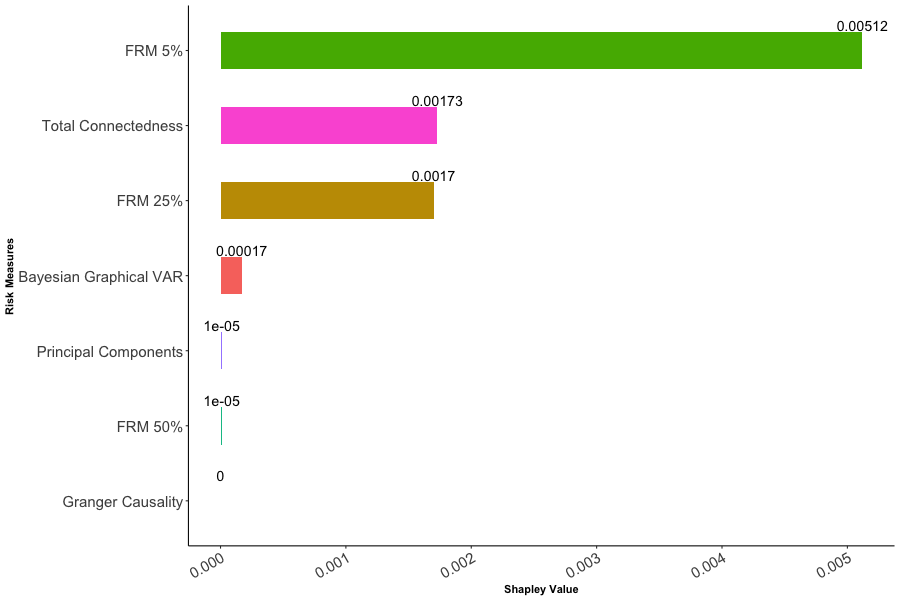 0.00512
FRM 5%
0.00173
Total Connectedness
0.0017
FRM 25%
0.00017
Bayesian Graphical VAR
1e-05
Principal Components
1e-05
FRM 50%
0
Granger Causality
Risk Measures
0.000 0.001 0.002 0.003 0.004 0.005
Shapley Value